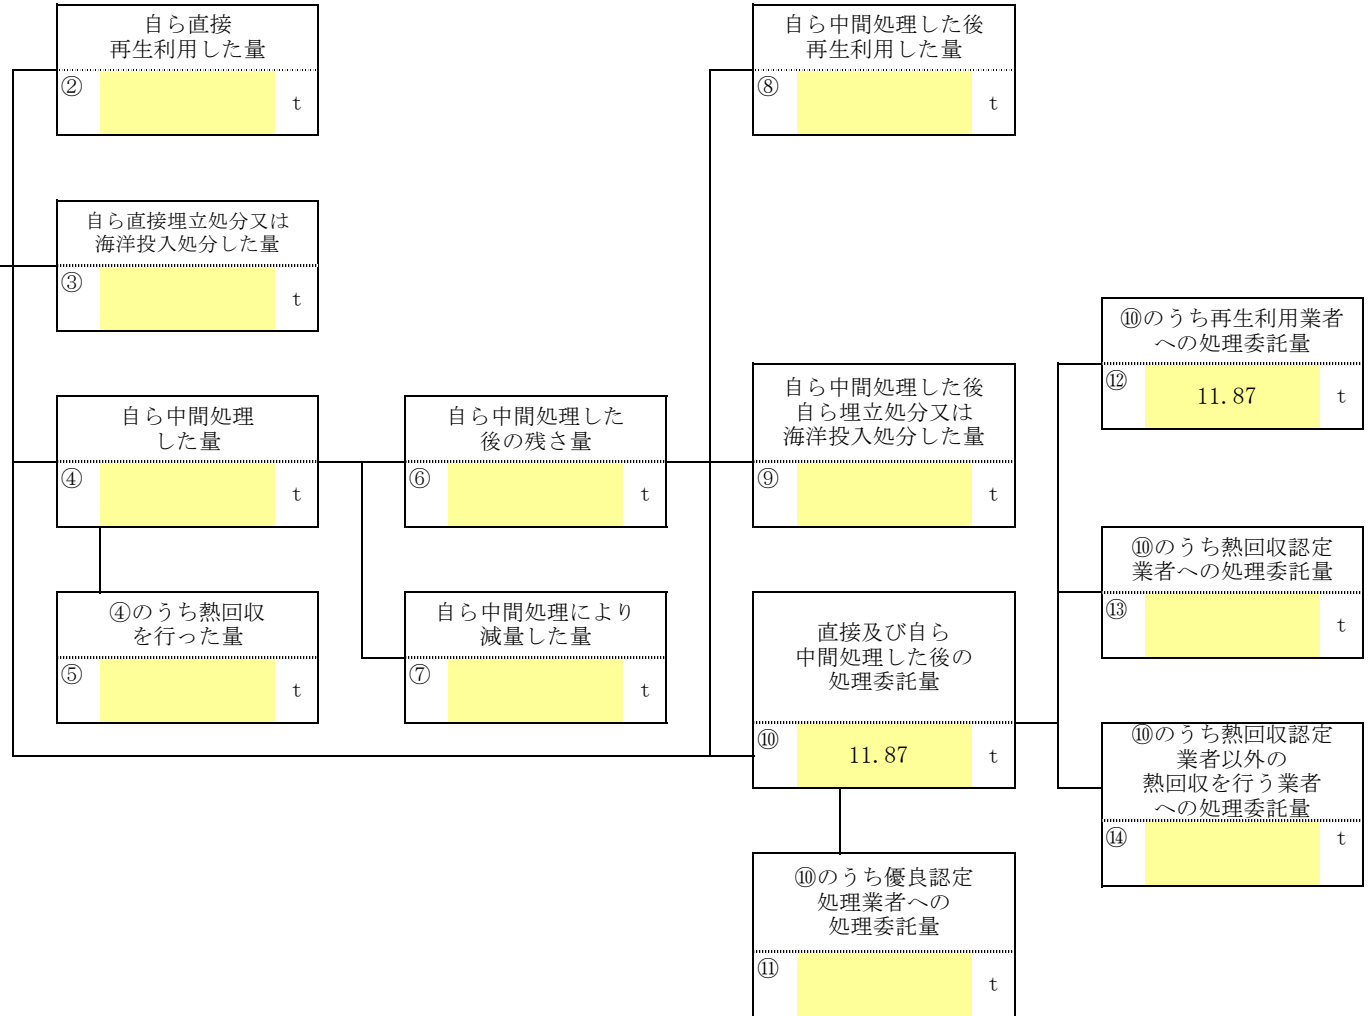 自ら直接
再生利用した量
②
t
自ら中間処理した後
再生利用した量
⑧
t
自ら直接埋立処分又は
海洋投入処分した量
③
t
⑩のうち再生利用業者
への処理委託量
⑫
11.87
t
自ら中間処理
した量
④
t
自ら中間処理した
後の残さ量
⑥
t
自ら中間処理した後
自ら埋立処分又は
海洋投入処分した量
⑨
t
⑩のうち熱回収認定
業者への処理委託量
⑬
t
④のうち熱回収
を行った量
⑤
t
自ら中間処理により
減量した量
⑦
t
直接及び自ら
中間処理した後の
処理委託量
⑩
11.87
t
⑩のうち熱回収認定
業者以外の
熱回収を行う業者
への処理委託量
⑭
t
⑩のうち優良認定
処理業者への
処理委託量
⑪
t